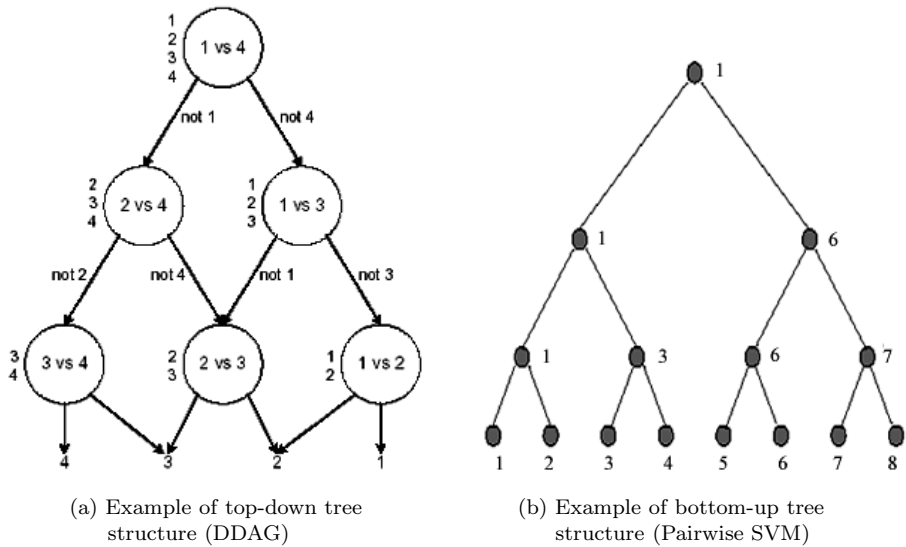 1
2
3
4
1 vs 4
not 1
not 4
2
3
4
2 vs 4
1
2
3
1 vs 3
not 2
not 4
not 1
not 3
3
4
3 vs 4
2
3
2 vs 3
1
2
1 vs 2
4
3
2
1
(a) Example of top-down tree
structure (DDAG)
1
1
6
1
3
6
7
1
2
3
4
5
6
7
8
(b) Example of bottom-up tree
structure (Pairwise SVM)